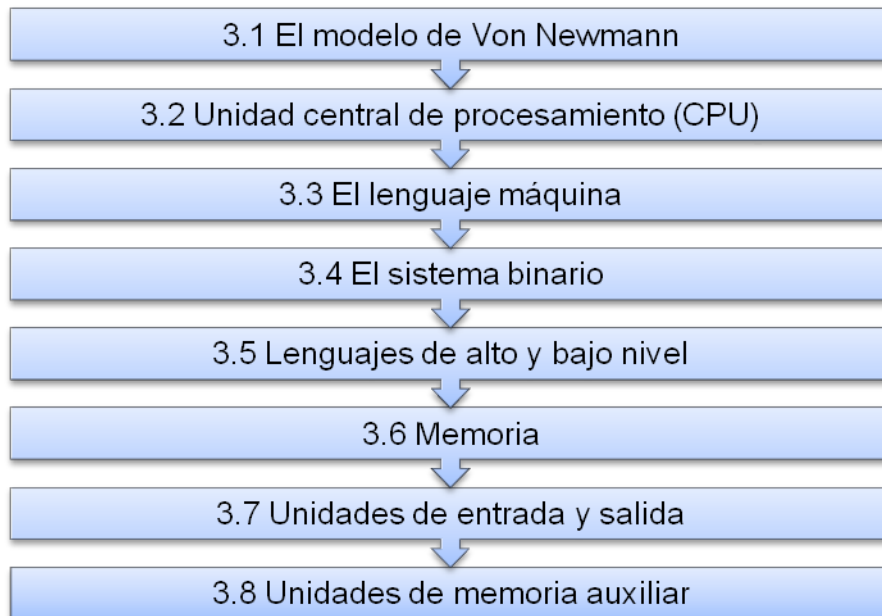 3.1 El modelo de Von Newmann
3.2 Unidad central de procesamiento (CPU)
3.3 El lenguaje máquina
3.4 El sistema binario
3.5 Lenguajes de alto y bajo nivel
3.6 Memoria
3.7 Unidades de entrada y salida
3.8 Unidades de memoria auxiliar